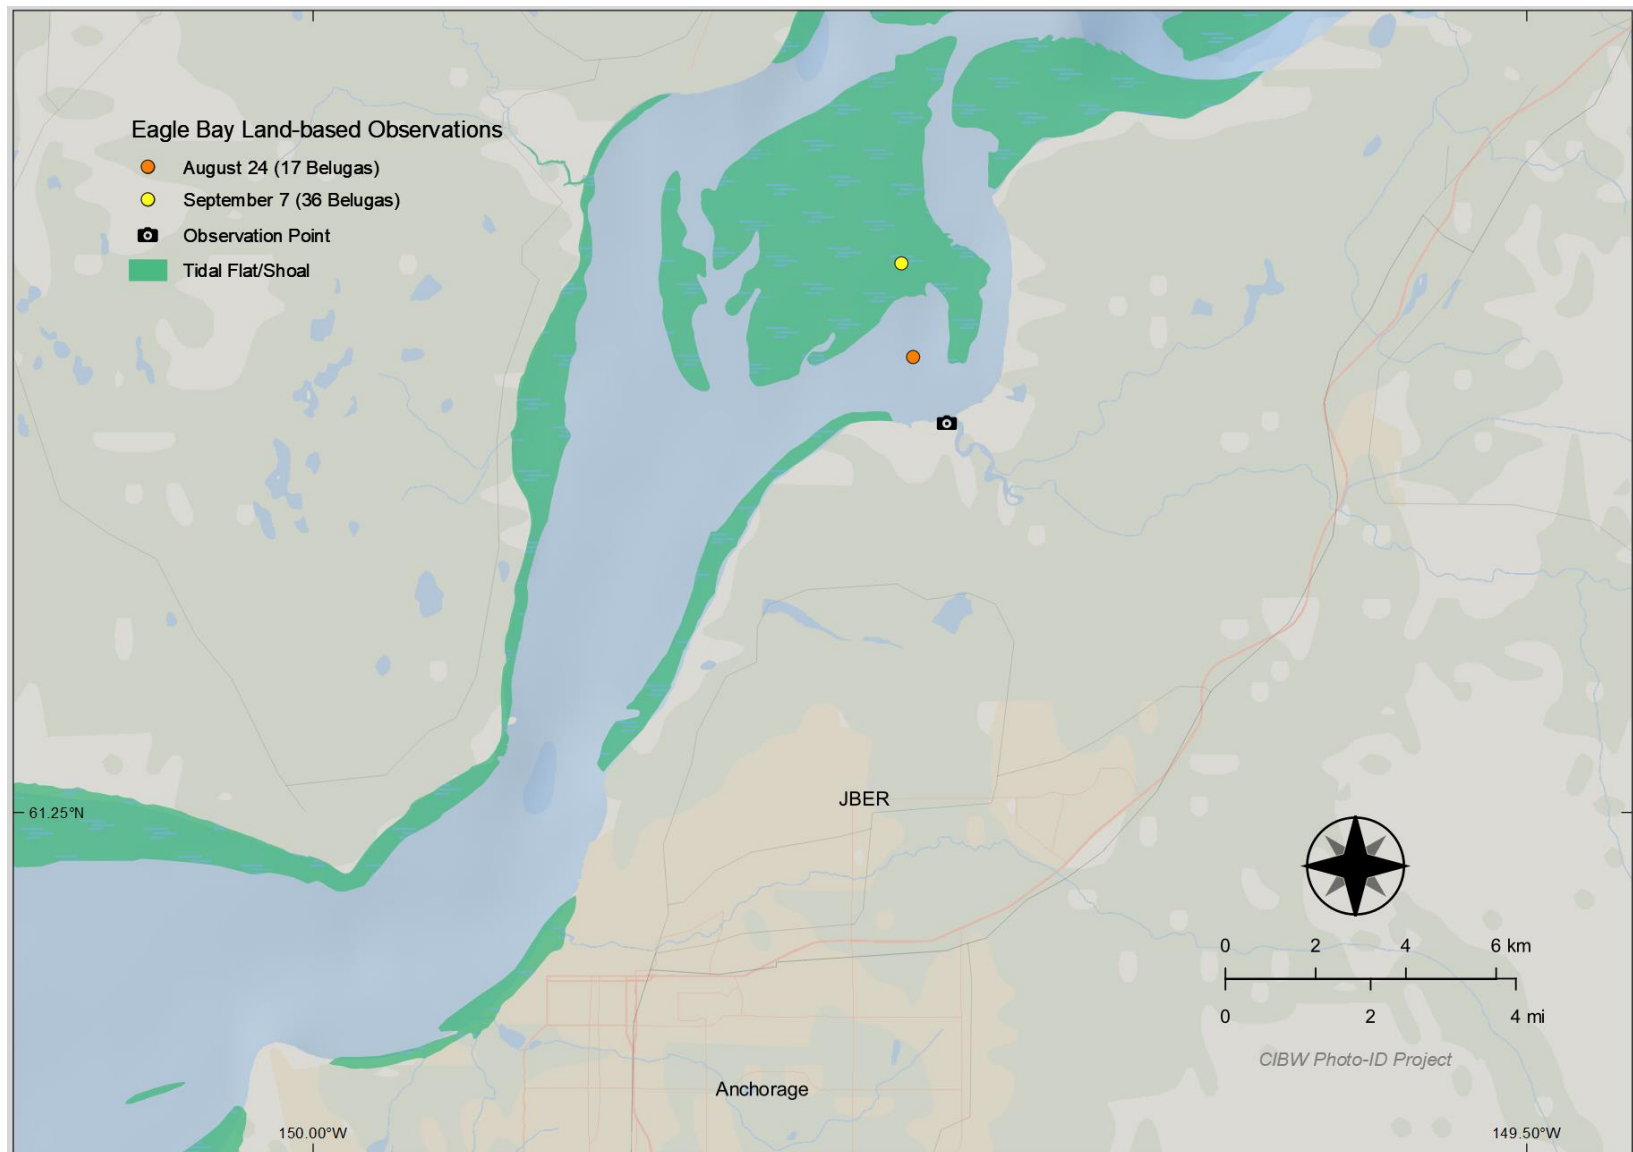 Eagle Bay Land-based Observations
August 24 (17 Belugas)
September 7 (36 Belugas)
Observation Point
Tidal Flat/Shoal
61.25°N
JBER
0 2 4 6 km
0 2 4 mi
CIBW Photo-ID Project
Anchorage
150.00°W
149.50°W